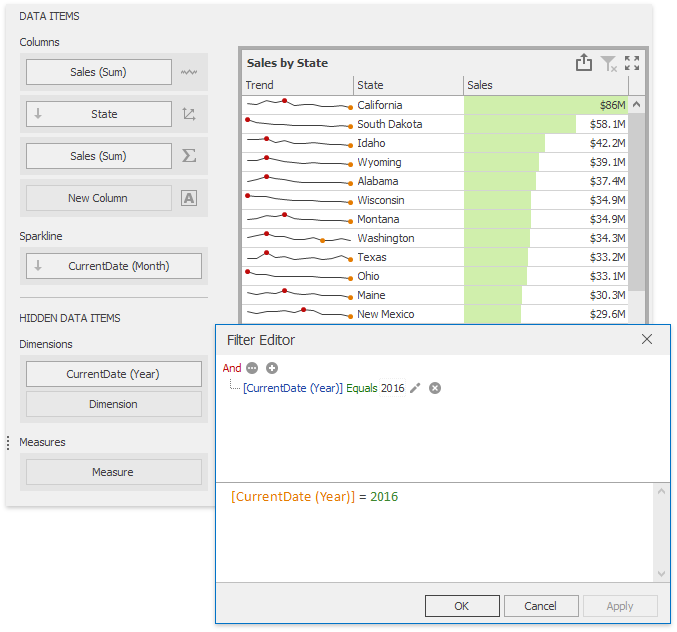 DATA ITEMS
Columns
Sales (Sum)
State
Sales (Sum)
New Column
A
Sparkline
CurrentDate (Month)
HIDDEN DATA ITEMS
Dimensions
CurrentDate (Year)
Dimension
Measures
Measure
Sales by State
Trend State Sales
California $86M
South Dakota $58.1M
Idaho $42.2M
Wyoming $39.1M
Alabama $37.4M
Wisconsin $34.9M
Montana $34.9M
Washington $34.3M
Texas $33.2M
Ohio $33.1M
Maine $30.3M
New Mexico $29.6M
Filter Editor
And
[CurrentDate (Year)] Equals 2016
[CurrentDate (Year)] = 2016
OK Cancel Apply